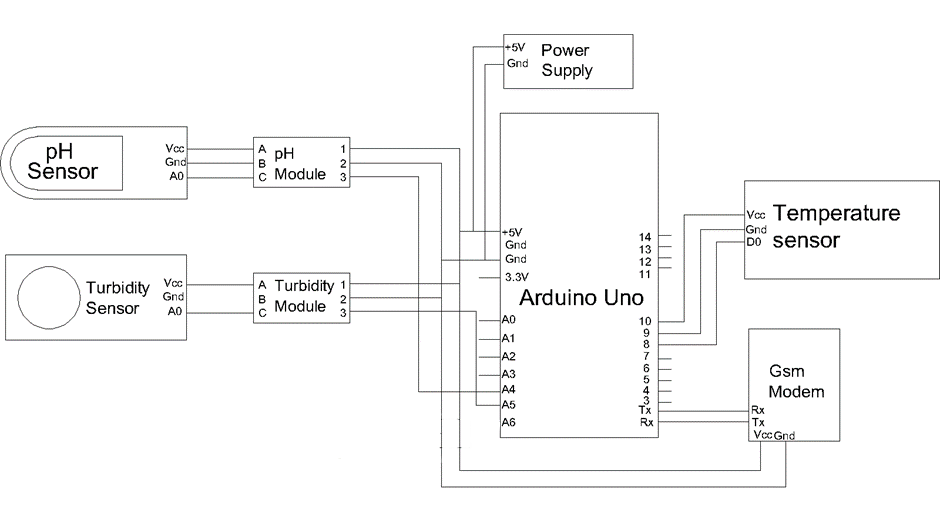 +5V
Gnd
Power
Supply
pH
Sensor
Vcc
Gnd
A0
A
B
C
pH
Module
1
2
3
Turbidity
Sensor
Vcc
Gnd
A0
A
B
C
Turbidity
Module
1
2
3
+5V
Gnd
Gnd
3.3V
Arduino Uno
A0
A1
A2
A3
A4
A5
A6
14
13
12
11
10
9
8
7
6
5
4
3
Tx
Rx
Vcc
Gnd
D0
Temperature
sensor
Gsm
Modem
Rx
Tx
Vcc Gnd